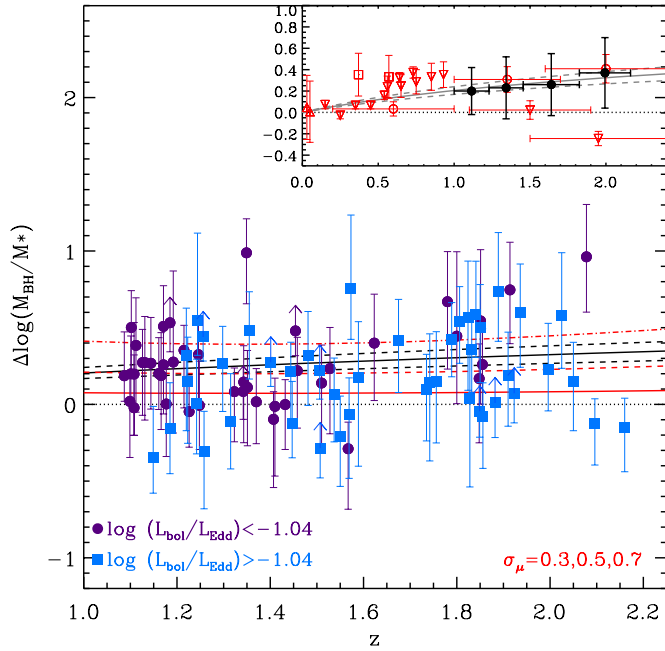 1.0
0.8
0.6
0.4
0.2
0.0
−0.2
−0.4
0.0 0.5 1.0 1.5 2.0
2
1
0
−1
Δlog(M_BH/M*)
log (L_bol/L_Edd)<−1.04
log (L_bol/L_Edd)>−1.04
σ_μ=0.3,0.5,0.7
1.0 1.2 1.4 1.6 1.8 2.0 2.2
z